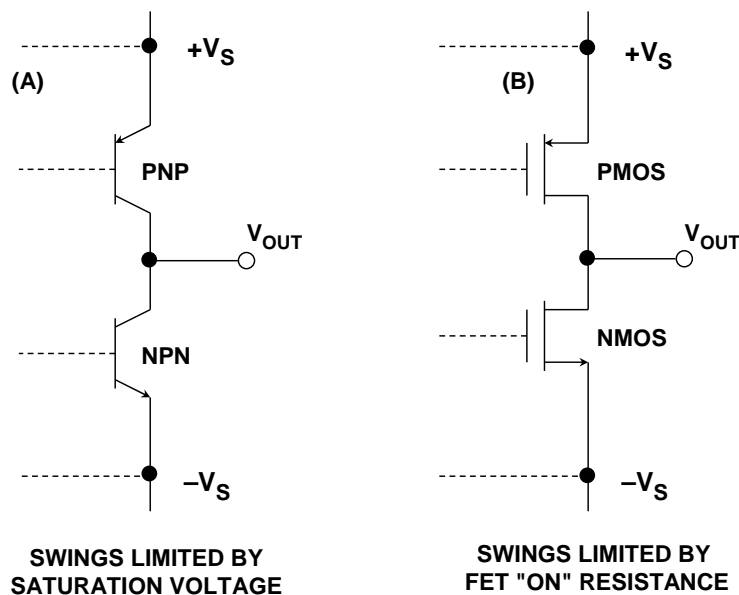 +VS
(A)
PNP
VOUT
NPN
–VS
SWINGS LIMITED BY
SATURATION VOLTAGE
+VS
(B)
PMOS
VOUT
NMOS
–VS
SWINGS LIMITED BY
FET "ON" RESISTANCE